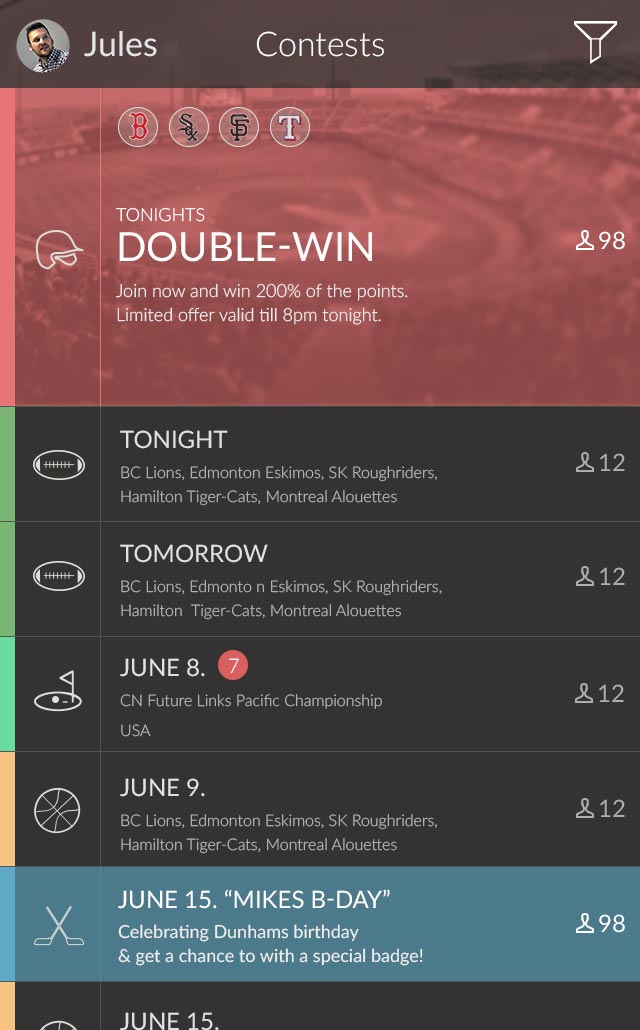 Jules
Contests
B Sox SF T
TONIGHTS
DOUBLE-WIN
98
Join now and win 200% of the points.
Limited offer valid till 8pm tonight.
TONIGHT
BC Lions, Edmonton Eskimos, SK Roughriders,
Hamilton Tiger-Cats, Montreal Alouettes
12
TOMORROW
BC Lions, Edmonto n Eskimos, SK Roughriders,
Hamilton  Tiger-Cats, Montreal Alouettes
12
JUNE 8. 7
CN Future Links Pacific Championship
USA
12
JUNE 9.
BC Lions, Edmonton Eskimos, SK Roughriders,
Hamilton Tiger-Cats, Montreal Alouettes
12
JUNE 15. “MIKES B-DAY”
Celebrating Dunhams birthday
& get a chance to with a special badge!
98
JUNE 15.